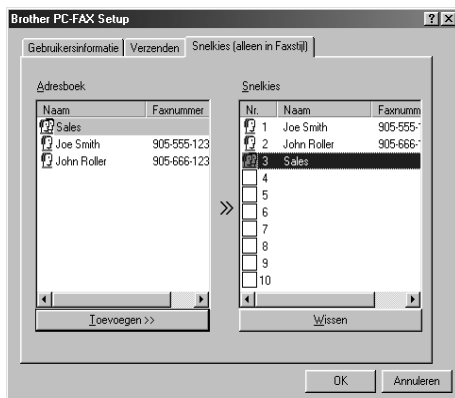 Brother PC-FAX Setup
Gebruikersinformatie Verzenden Snelkies (alleen in Faxstijl)
Adresboek
Naam Faxnummer
Sales
Joe Smith 905-555-123
John Roller 905-666-123
Toevoegen >>
Snelkies
Nr. Naam Faxnumm
1 Joe Smith 905-555-
2 John Roller 905-666-
3 Sales
4
5
6
7
8
9
10
Wissen
OK Annuleren